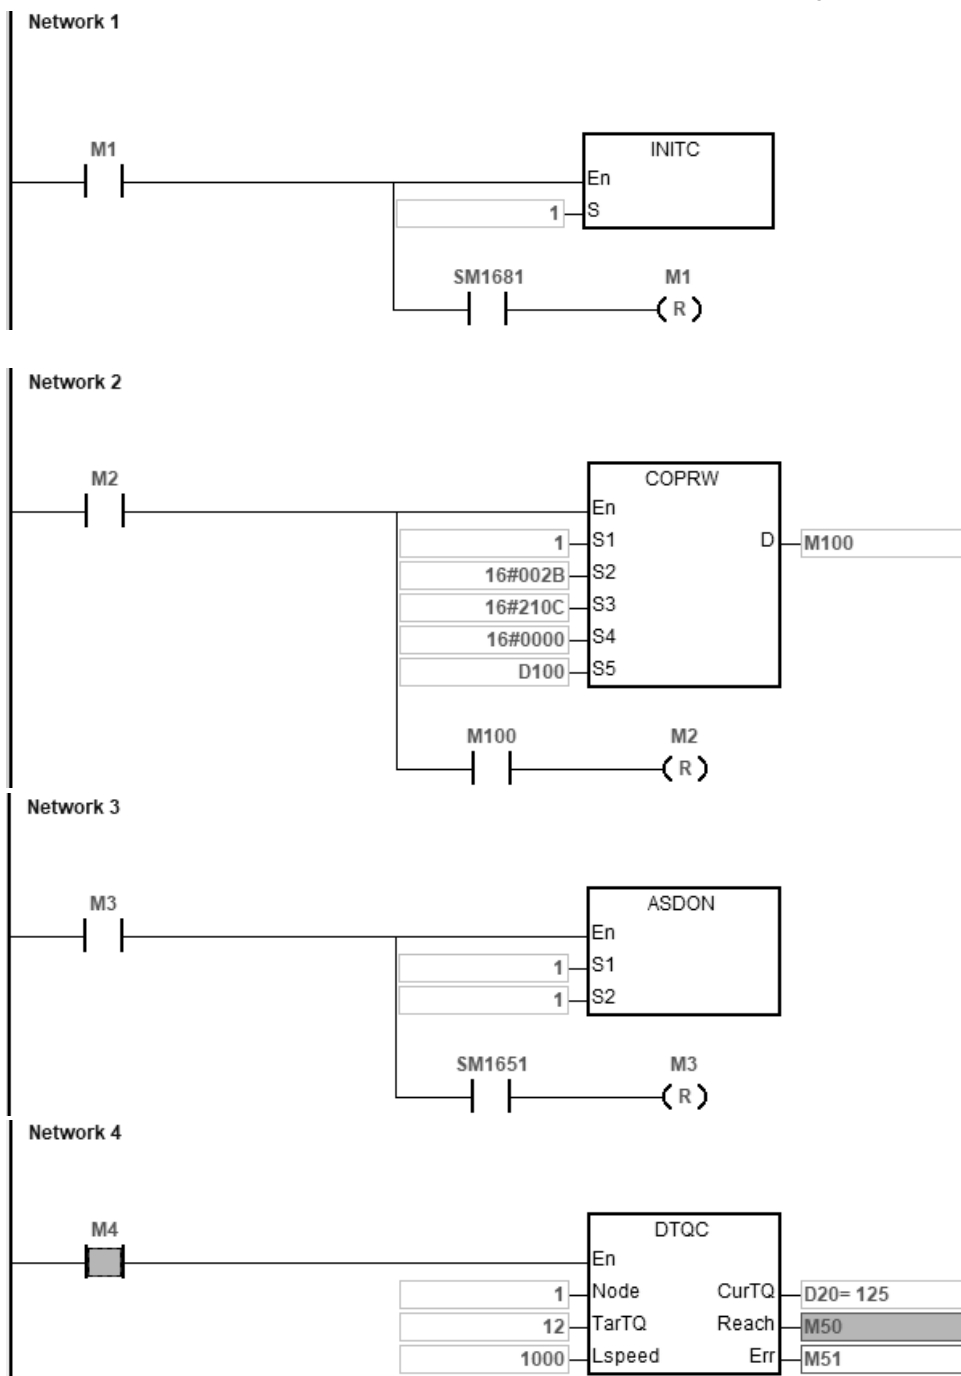 Network 1
M1
INITC
En
1 S
SM1681 M1
( R )
Network 2
M2
COPRW
En
1 S1 D M100
16#002B S2
16#210C S3
16#0000 S4
D100 S5
M100 M2
( R )
Network 3
M3
ASDON
En
1 S1
1 S2
SM1651 M3
( R )
Network 4
M4
DTQC
En
1 Node CurTQ D20= 125
12 TarTQ Reach M50
1000 Lspeed Err M51